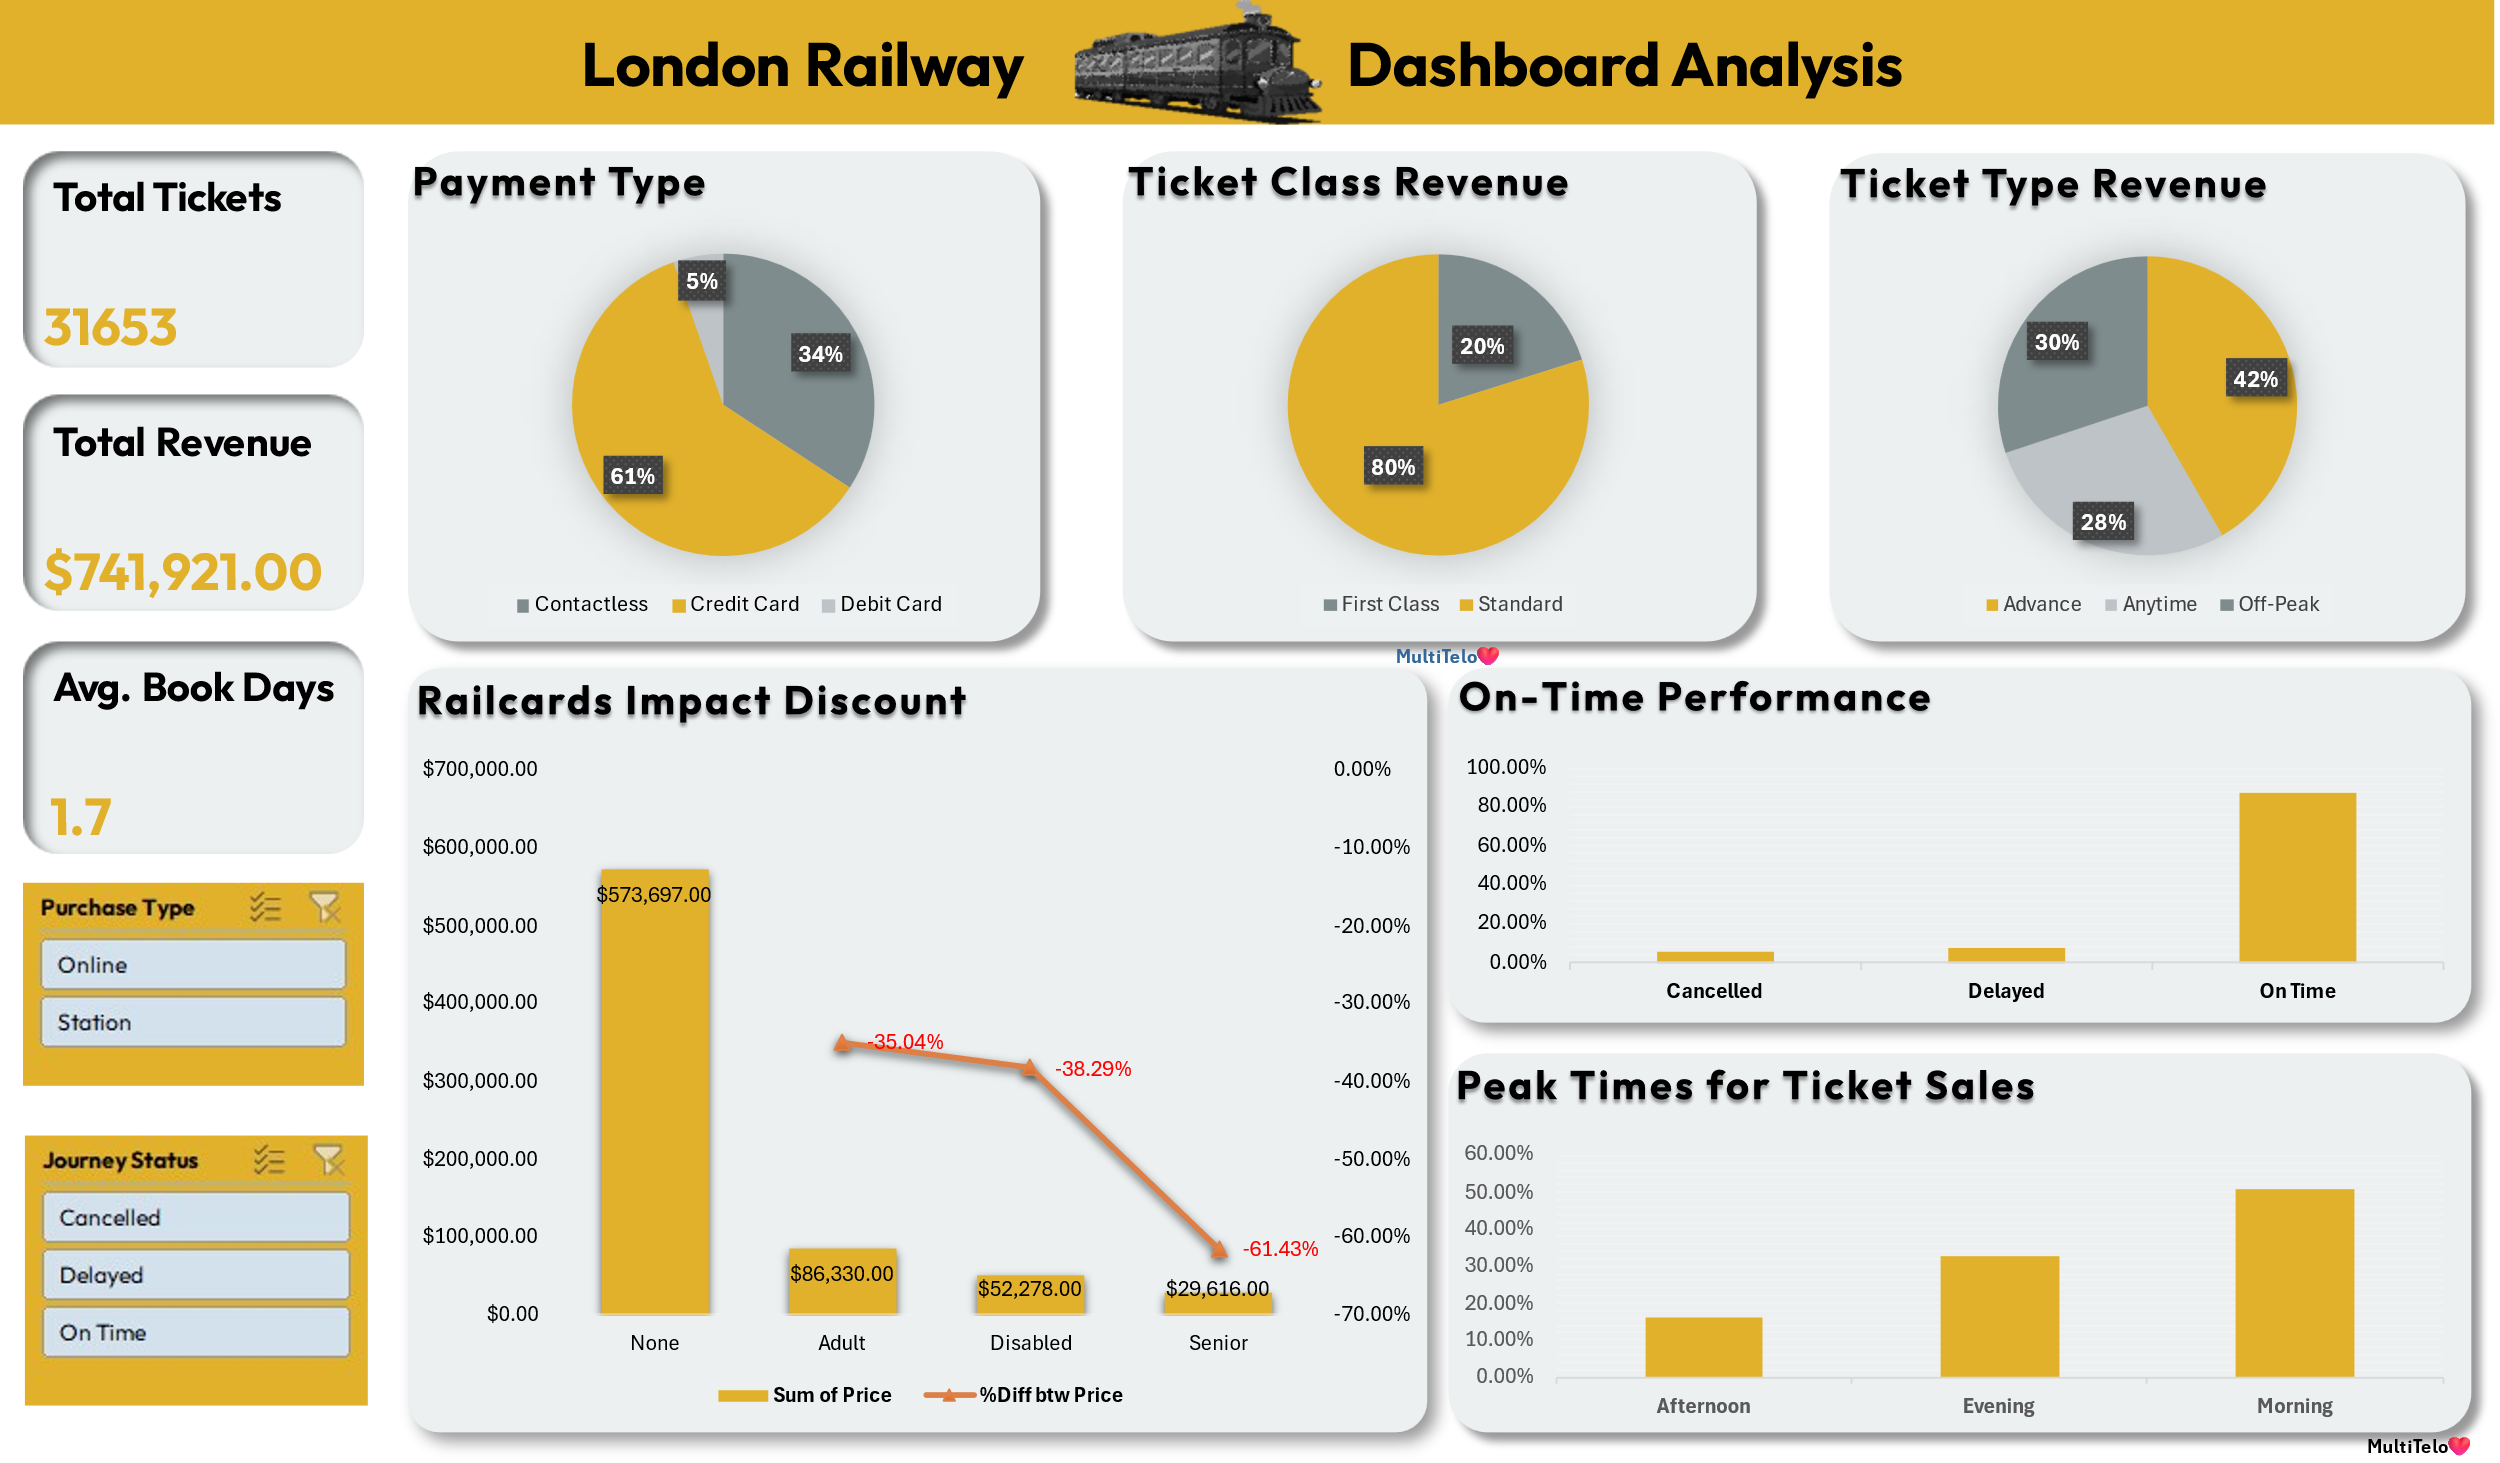 London Railway
Dashboard Analysis
Total Tickets
31653
Total Revenue
$741,921.00
Avg. Book Days
1.7
Purchase Type
Online
Station
Journey Status
Cancelled
Delayed
On Time
Payment Type
5%
34%
61%
Contactless
Credit Card
Debit Card
Ticket Class Revenue
20%
80%
First Class
Standard
Ticket Type Revenue
30%
42%
28%
Advance
Anytime
Off-Peak
MultiTelo
Railcards Impact Discount
$700,000.00
$600,000.00
$500,000.00
$400,000.00
$300,000.00
$200,000.00
$100,000.00
$0.00
0.00%
-10.00%
-20.00%
-30.00%
-40.00%
-50.00%
-60.00%
-70.00%
$573,697.00
$86,330.00
$52,278.00
$29,616.00
-35.04%
-38.29%
-61.43%
None
Adult
Disabled
Senior
Sum of Price
%Diff btw Price
On-Time Performance
100.00%
80.00%
60.00%
40.00%
20.00%
0.00%
Cancelled
Delayed
On Time
Peak Times for Ticket Sales
60.00%
50.00%
40.00%
30.00%
20.00%
10.00%
0.00%
Afternoon
Evening
Morning
MultiTelo